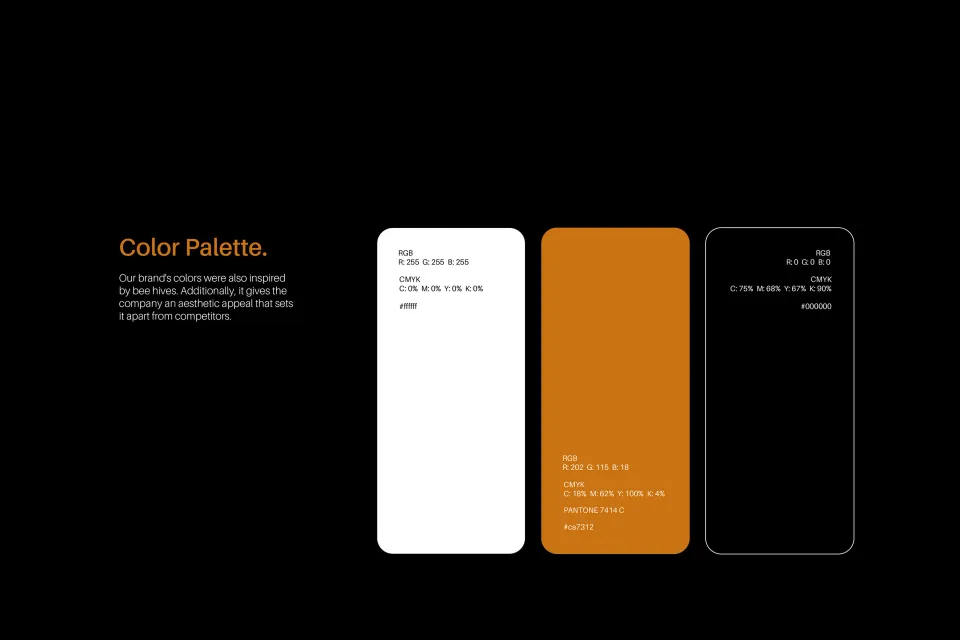 Color Palette.
Our brand's colors were also inspired
by bee hives. Additionally, it gives the
company an aesthetic appeal that sets
it apart from competitors.
RGB
R: 255 G: 255 B: 255
CMYK
C: 0% M: 0% Y: 0% K: 0%
#ffffff
RGB
R: 202 G: 115 B: 18
CMYK
C: 18% M: 62% Y: 100% K: 4%
PANTONE 7414 C
#ca7312
RGB
R: 0 G: 0 B: 0
CMYK
C: 75% M: 68% Y: 67% K: 90%
#000000